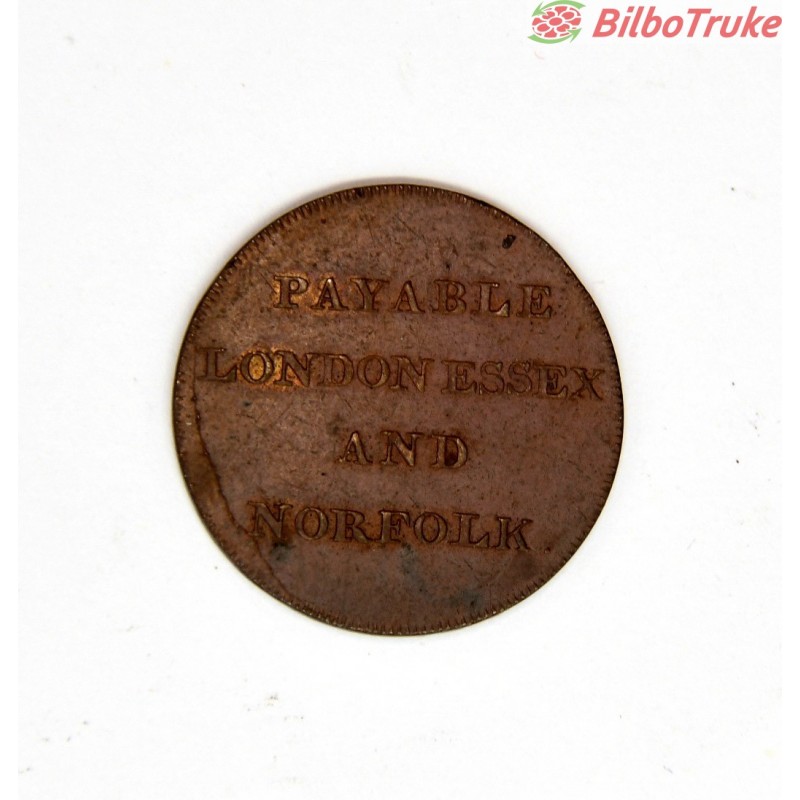 BilboTruke
PAYABLE
LONDON ESSEX
AND
NORFOLK